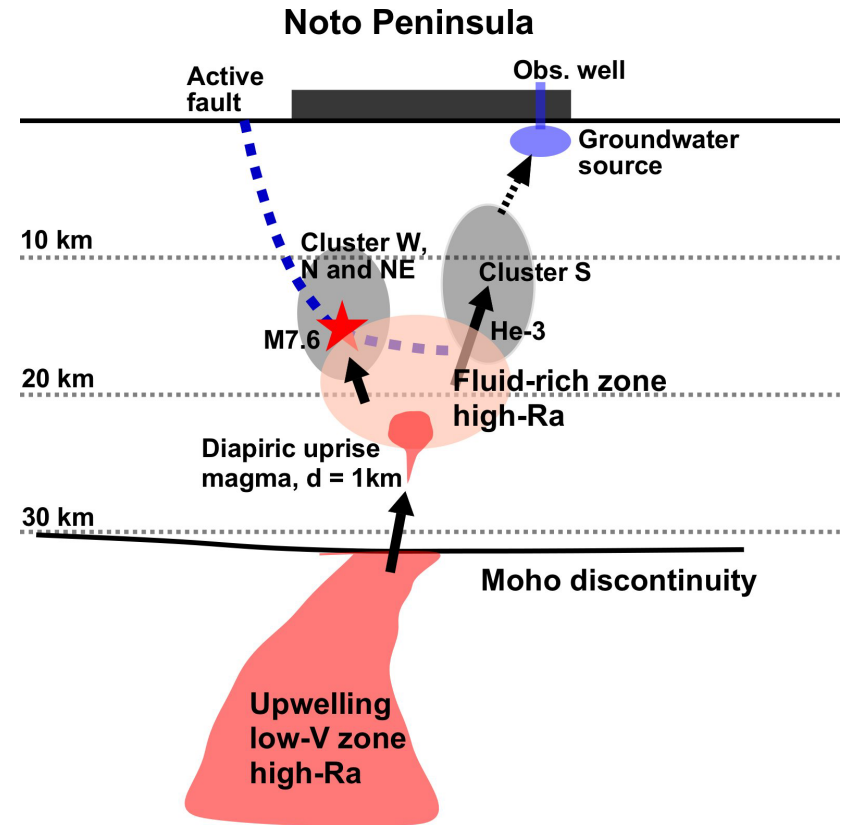 Noto Peninsula
Active
fault
Obs. well
Groundwater
source
10 km
Cluster W,
N and NE
Cluster S
M7.6
He-3
20 km
Fluid-rich zone
high-Ra
Diapiric uprise
magma, d = 1km
30 km
Moho discontinuity
Upwelling
low-V zone
high-Ra